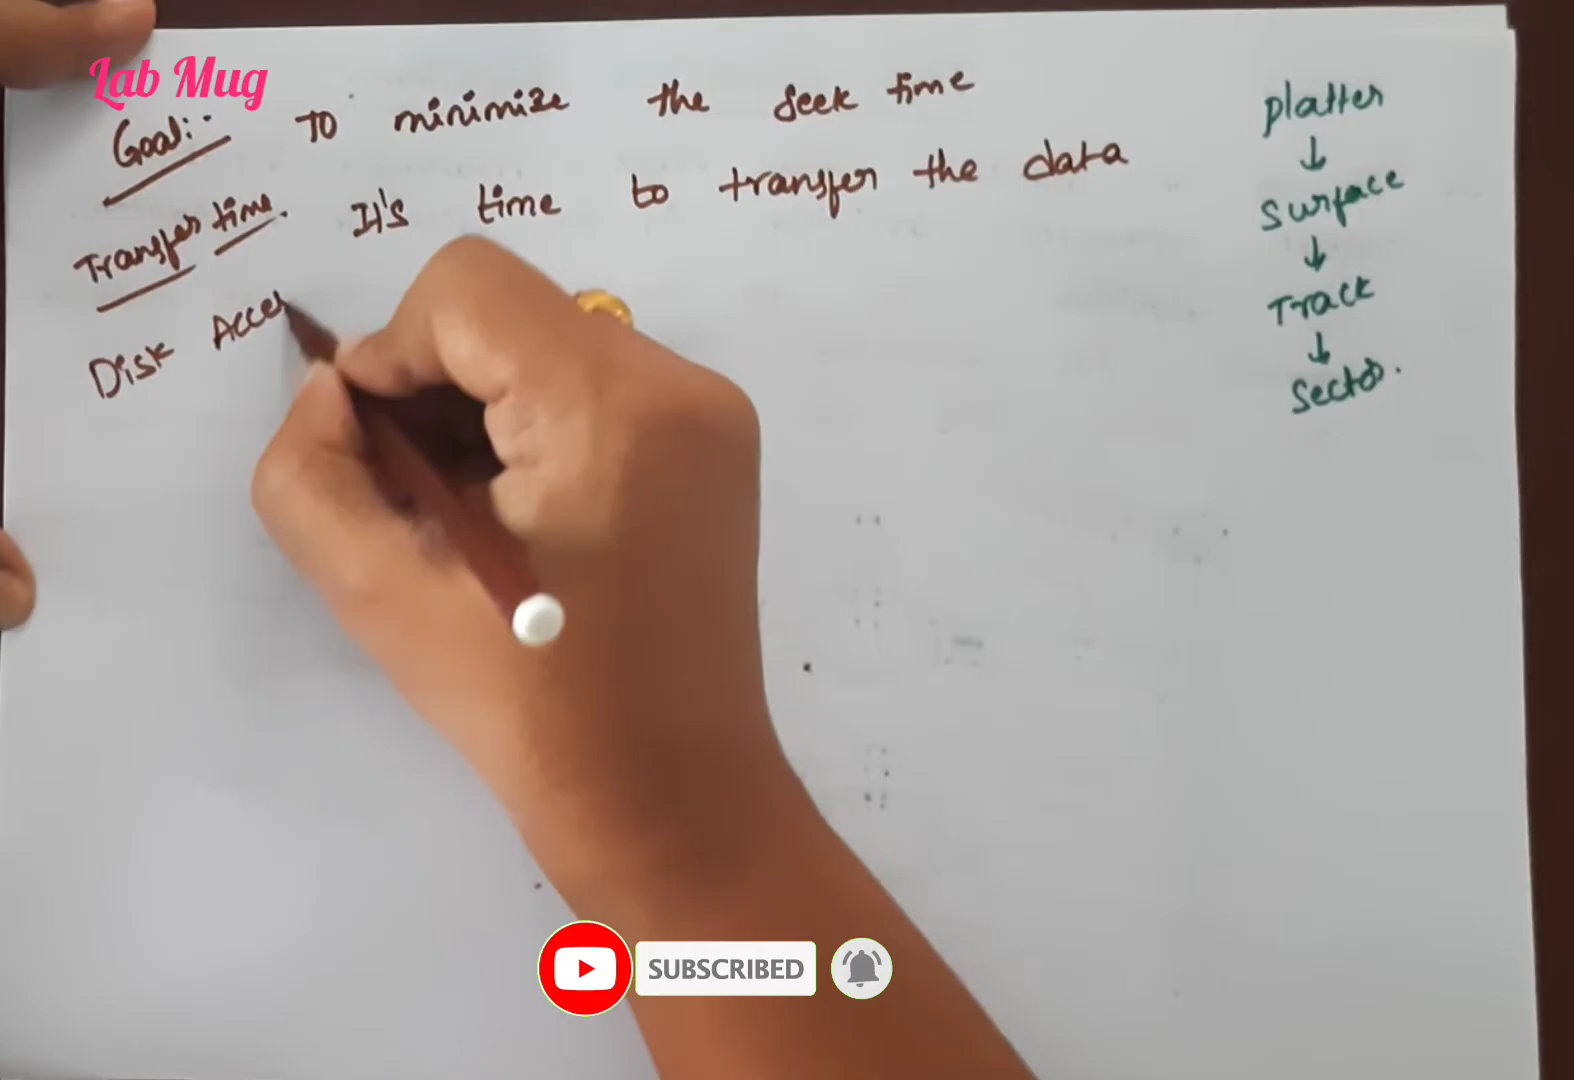 Lab Mug
Goal:- To minimize the seek time
Transfer time. It's time to transfer the data
Disk Acces
platter
↓
Surface
↓
Track
↓
Sector.
SUBSCRIBED